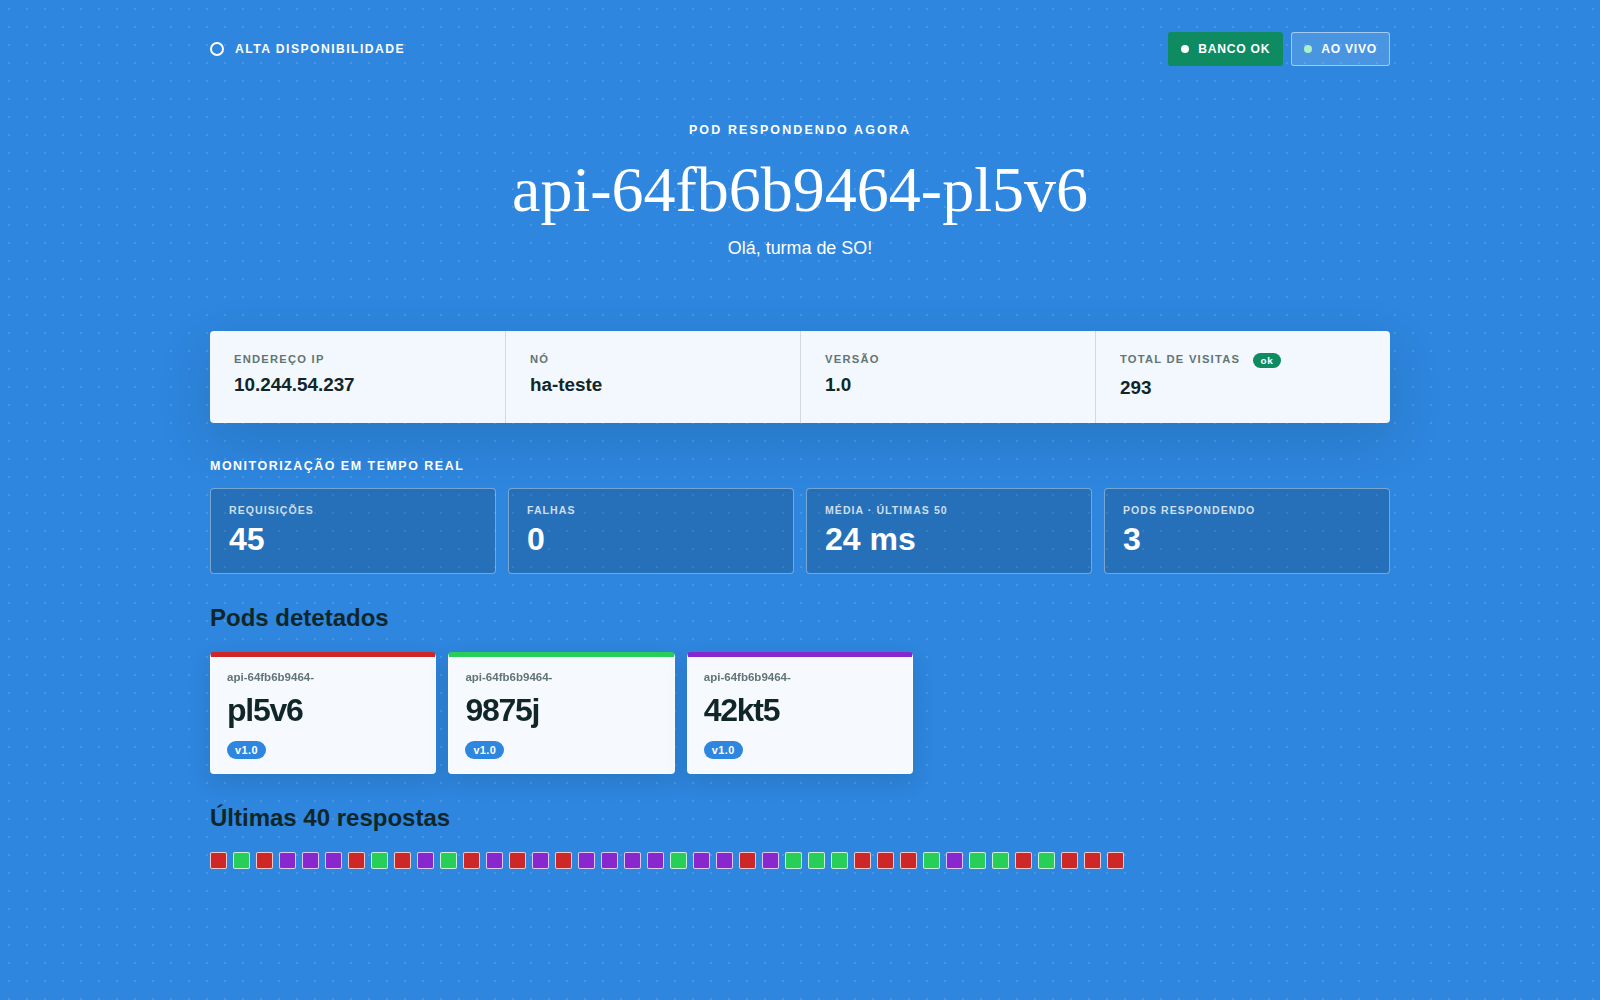 ALTA DISPONIBILIDADE
BANCO OK
AO VIVO
POD RESPONDENDO AGORA
api-64fb6b9464-pl5v6
Olá, turma de SO!
ENDEREÇO IP
10.244.54.237
NÓ
ha-teste
VERSÃO
1.0
TOTAL DE VISITAS ok
293
MONITORIZAÇÃO EM TEMPO REAL
REQUISIÇÕES
45
FALHAS
0
MÉDIA · ÚLTIMAS 50
24 ms
PODS RESPONDENDO
3
Pods detetados
api-64fb6b9464-
pl5v6
v1.0
api-64fb6b9464-
9875j
v1.0
api-64fb6b9464-
42kt5
v1.0
Últimas 40 respostas